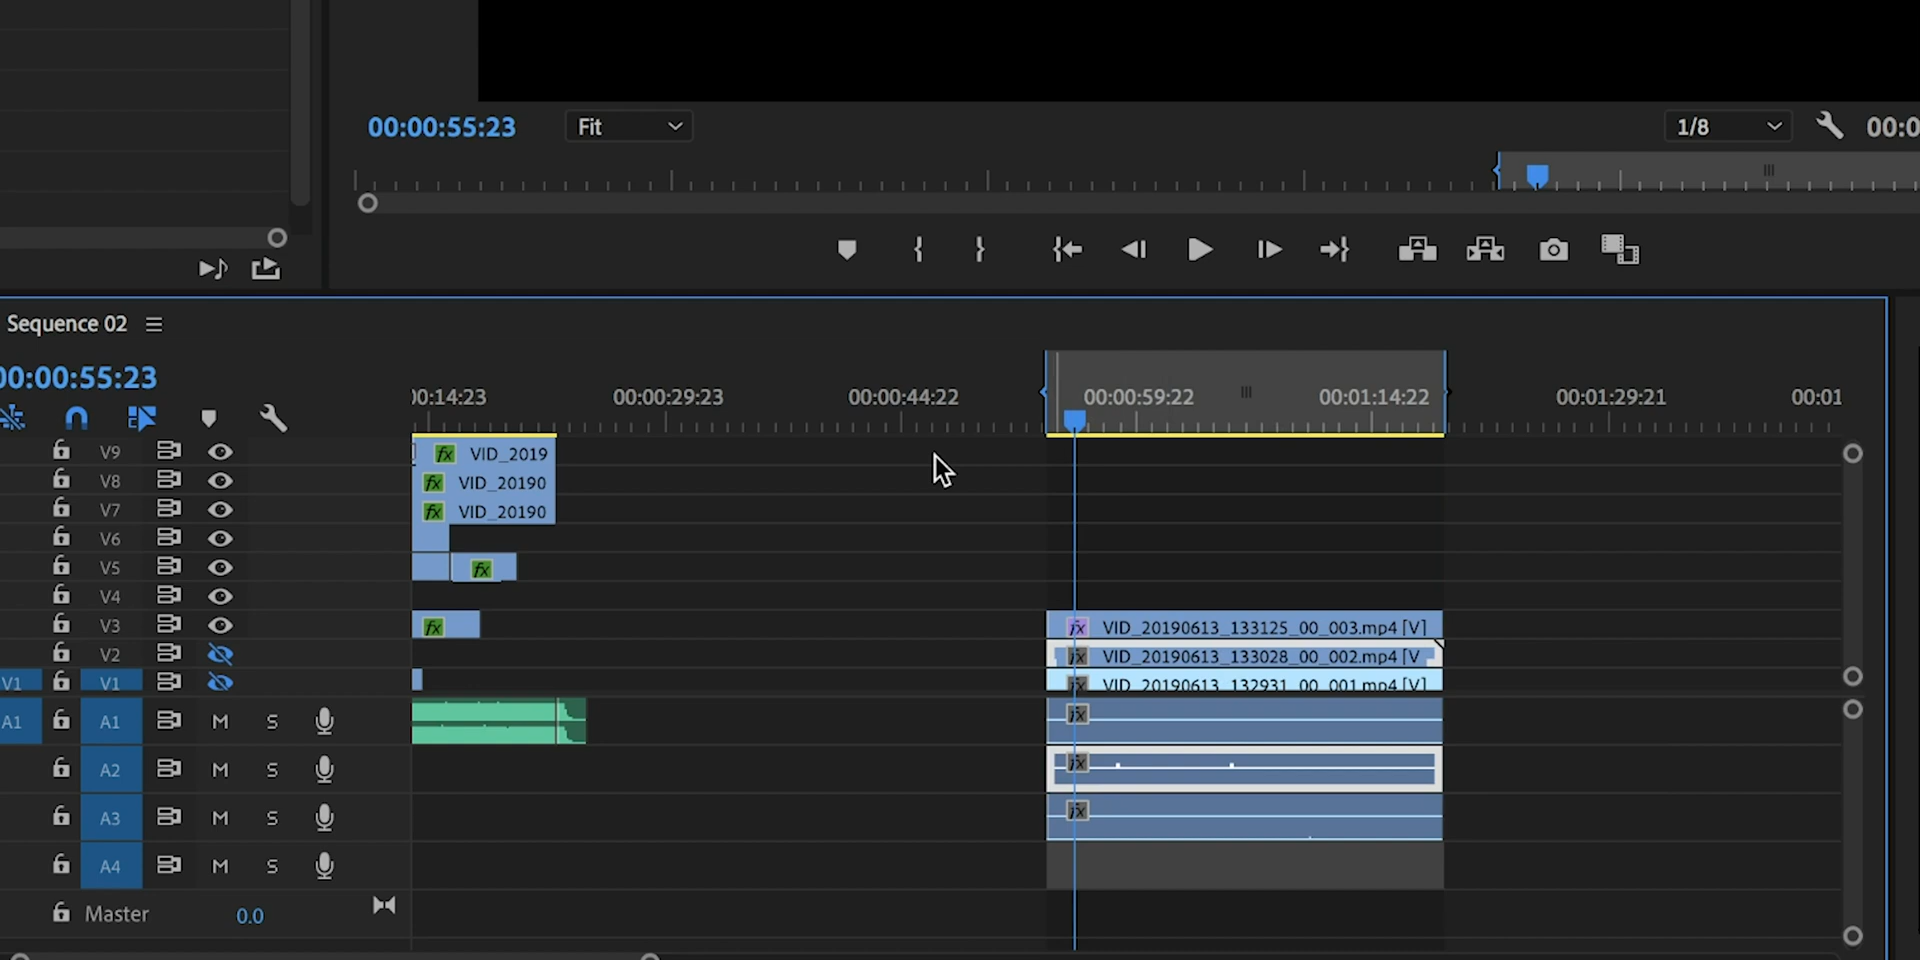 00:00:55:23 Fit 1/8 00:0
Sequence 02
00:00:55:23
00:14:23 00:00:29:23 00:00:44:22 00:00:59:22 00:01:14:22 00:01:29:21 00:01
V9 fx VID_2019
V8 fx VID_20190
V7 fx VID_20190
V6
V5 fx
V4
V3 fx fx VID_20190613_133125_00_003.mp4 [V]
V2 fx VID_20190613_133028_00_002.mp4 [V
V1 V1 fx VID_20190613_132931_00_001.mp4 [V]
A1 A1 M S fx
A2 M S fx
A3 M S fx
A4 M S
Master 0.0